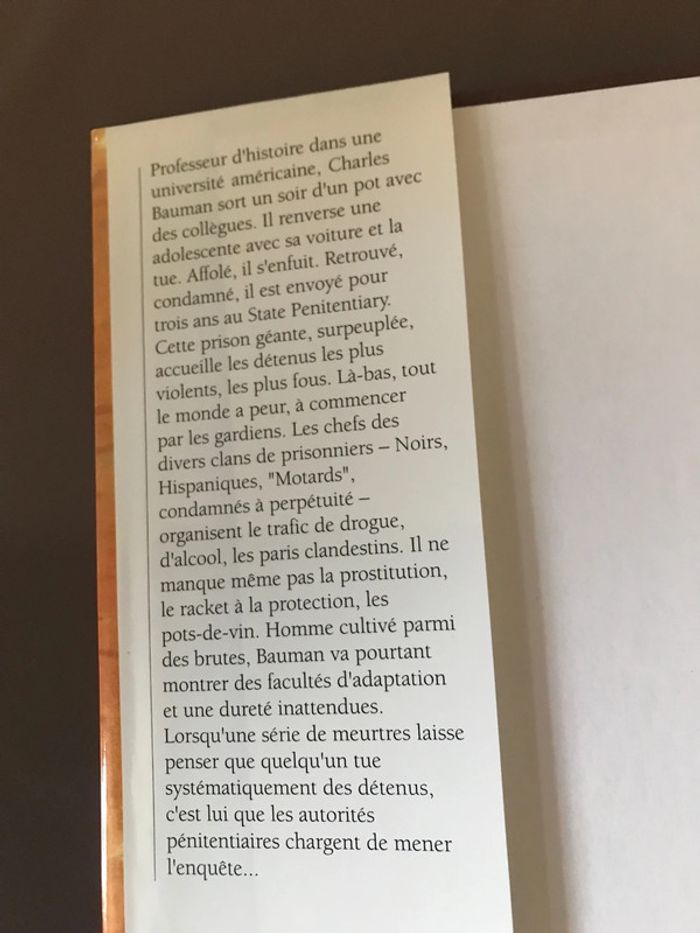 Professeur d'histoire dans une
université américaine, Charles
Bauman sort un soir d'un pot avec
des collègues. Il renverse une
adolescente avec sa voiture et la
tue. Affolé, il s'enfuit. Retrouvé,
condamné, il est envoyé pour
trois ans au State Penitentiary.
Cette prison géante, surpeuplée,
accueille les détenus les plus
violents, les plus fous. Là-bas, tout
le monde a peur, à commencer
par les gardiens. Les chefs des
divers clans de prisonniers – Noirs,
Hispaniques, "Motards",
condamnés à perpétuité –
organisent le trafic de drogue,
d'alcool, les paris clandestins. Il ne
manque même pas la prostitution,
le racket à la protection, les
pots-de-vin. Homme cultivé parmi
des brutes, Bauman va pourtant
montrer des facultés d'adaptation
et une dureté inattendues.
Lorsqu'une série de meurtres laisse
penser que quelqu'un tue
systématiquement des détenus,
c'est lui que les autorités
pénitentiaires chargent de mener
l'enquête...